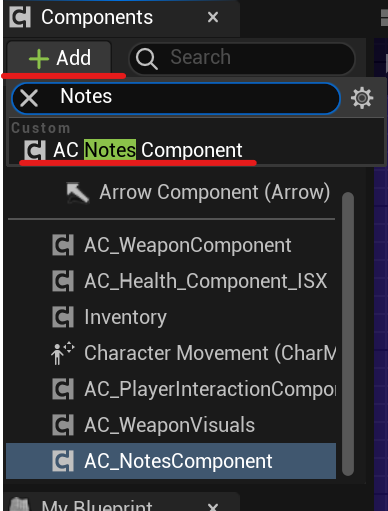 Components
Add
Search
Notes
Custom
AC Notes Component
Arrow Component (Arrow)
AC_WeaponComponent
AC_Health_Component_ISX
Inventory
Character Movement (CharM
AC_PlayerInteractionCompo
AC_WeaponVisuals
AC_NotesComponent
My Blueprint